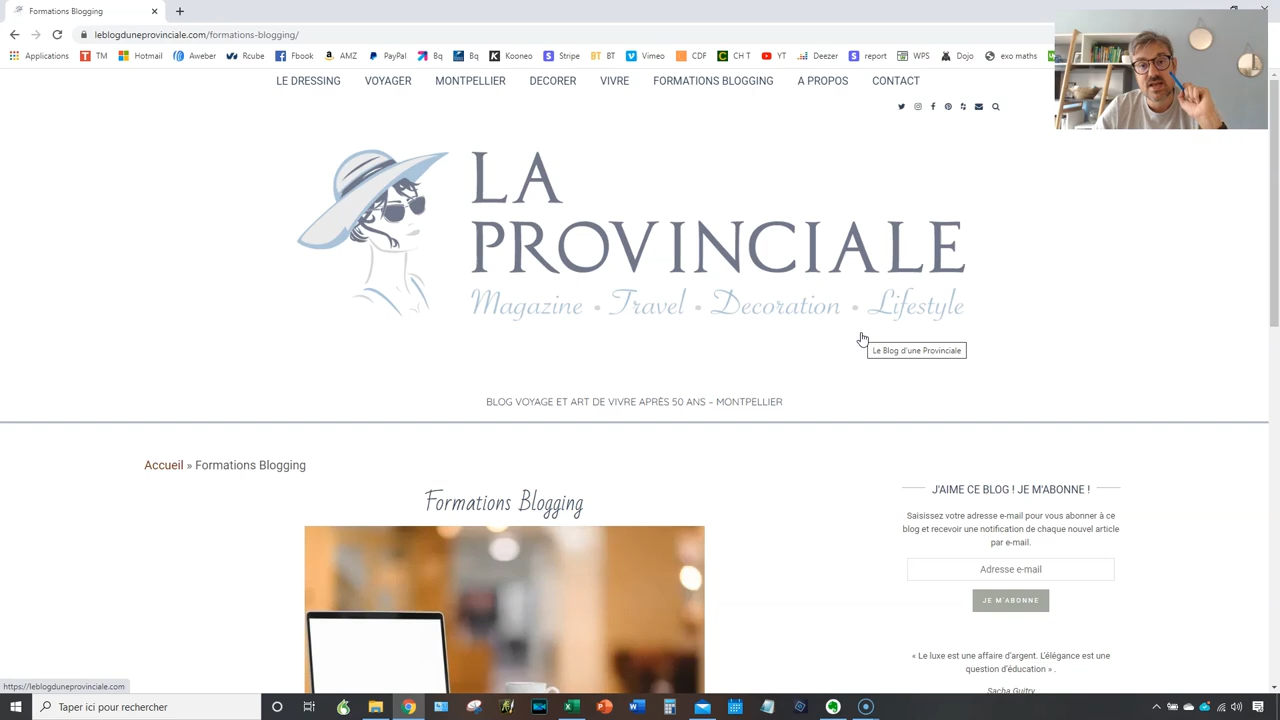 Formations Blogging
leblogduneprovinciale.com/formations-blogging/
Applications TM Hotmail Aweber Rcube Fbook AMZ PayPal Bq Bq Kooneo Stripe BT BT Vimeo CDF CH T YT Deezer report WPS Dojo exo maths
LE DRESSING VOYAGER MONTPELLIER DECORER VIVRE FORMATIONS BLOGGING A PROPOS CONTACT
LA
PROVINCIALE
Magazine • Travel • Decoration • Lifestyle
Le Blog d'une Provinciale
BLOG VOYAGE ET ART DE VIVRE APRÈS 50 ANS – MONTPELLIER
Accueil » Formations Blogging
Formations Blogging
J'AIME CE BLOG ! JE M'ABONNE !
Saisissez votre adresse e-mail pour vous abonner à ce
blog et recevoir une notification de chaque nouvel article
par e-mail.
Adresse e-mail
JE M'ABONNE
« Le luxe est une affaire d'argent. L'élégance est une
question d'éducation » .
Sacha Guitry
https://leblogduneprovinciale.com
Taper ici pour rechercher